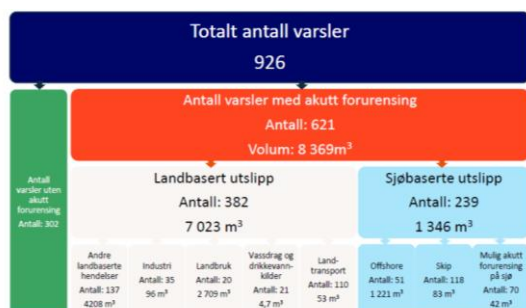 Totalt antall varsler
926
Antall varsler uten akutt forurensing
Antall: 302
Antall varsler med akutt forurensing
Antall: 621
Volum: 8 369m³
Landbasert utslipp
Antall: 382
7 023 m³
Sjøbaserte utslipp
Antall: 239
1 346 m³
Andre
landbaserte
hendelser
Antall: 137
4208 m³
Industri
Antall: 35
96 m³
Landbruk
Antall: 20
2 709 m³
Vassdrag og
drikkevann-
kilder
Antall: 21
4,7 m³
Land-
transport
Antall: 110
53 m³
Offshore
Antall: 51
1 221 m³
Skip
Antall: 118
83 m³
Mulig akutt
forurensing
på sjø
Antall: 70
42 m³